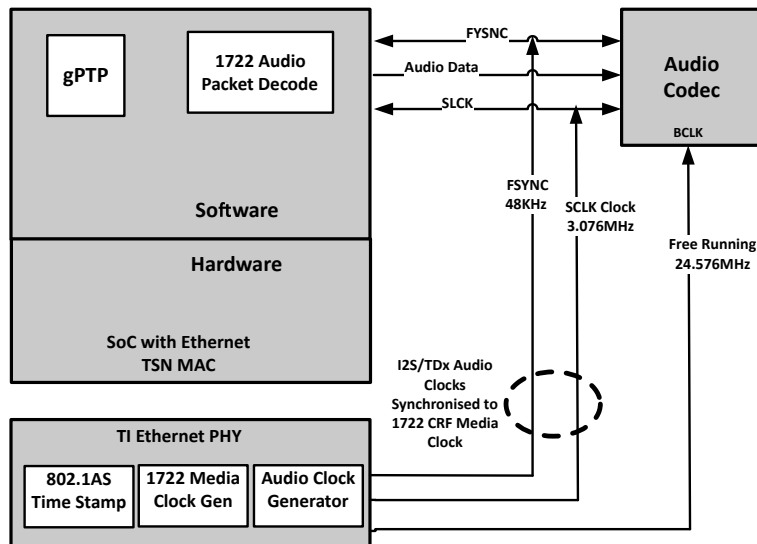 gPTP
1722 Audio
Packet Decode
Software
Hardware
SoC with Ethernet
TSN MAC
FYSNC
Audio Data
SLCK
Audio
Codec
BCLK
FSYNC
48KHz
SCLK Clock
3.076MHz
Free Running
24.576MHz
I2S/TDx Audio
Clocks
Synchronised to
1722 CRF Media
Clock
TI Ethernet PHY
802.1AS
Time Stamp
1722 Media
Clock Gen
Audio Clock
Generator